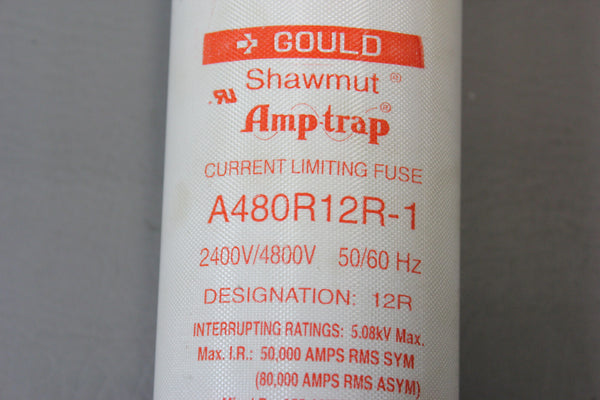 GOULD
Shawmut ®
Amp-trap ®
CURRENT LIMITING FUSE
A480R12R-1
2400V/4800V 50/60 Hz
DESIGNATION: 12R
INTERRUPTING RATINGS: 5.08kV Max.
Max. I.R.: 50,000 AMPS RMS SYM
(80,000 AMPS RMS ASYM)